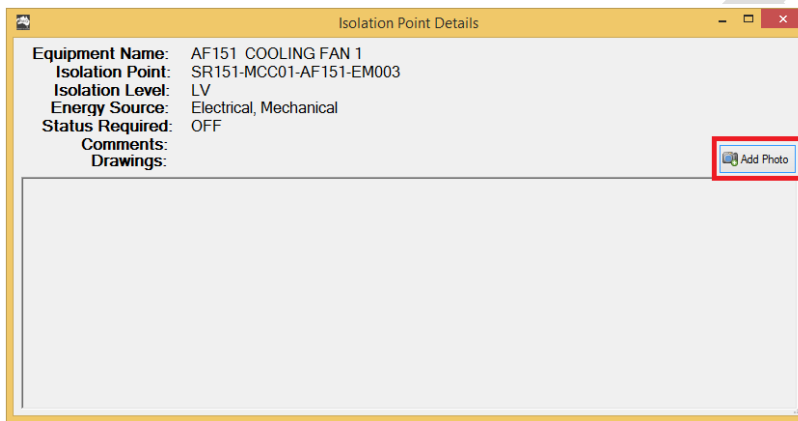 Isolation Point Details
Equipment Name: AF151 COOLING FAN 1
Isolation Point: SR151-MCC01-AF151-EM003
Isolation Level: LV
Energy Source: Electrical, Mechanical
Status Required: OFF
Comments:
Drawings:
Add Photo